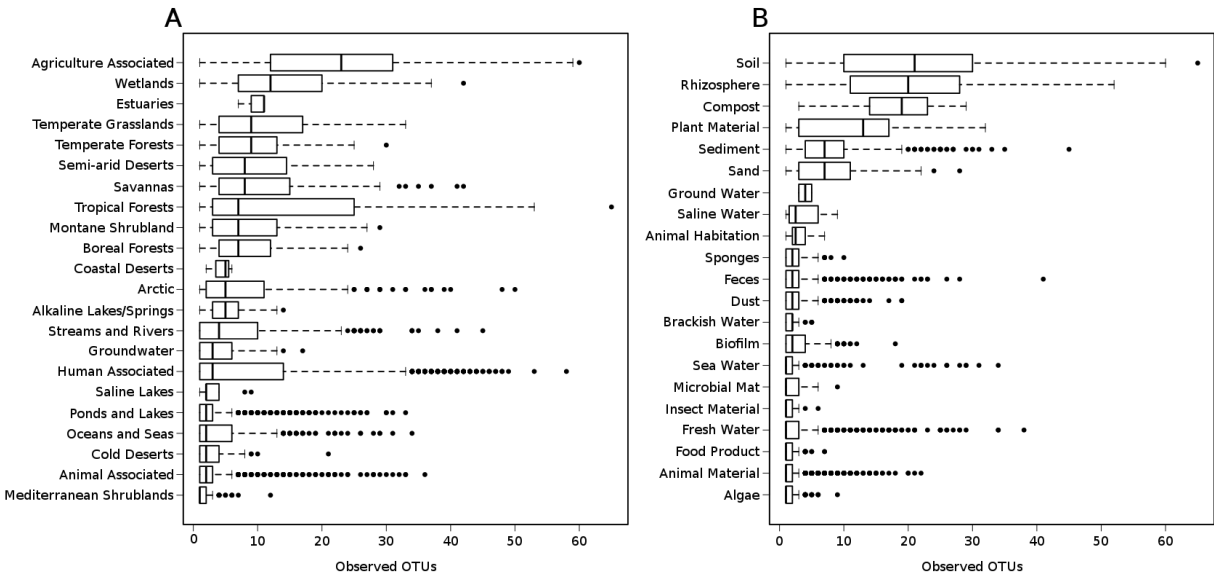 A
Agriculture Associated
Wetlands
Estuaries
Temperate Grasslands
Temperate Forests
Semi-arid Deserts
Savannas
Tropical Forests
Montane Shrubland
Boreal Forests
Coastal Deserts
Arctic
Alkaline Lakes/Springs
Streams and Rivers
Groundwater
Human Associated
Saline Lakes
Ponds and Lakes
Oceans and Seas
Cold Deserts
Animal Associated
Mediterranean Shrublands
0 10 20 30 40 50 60
Observed OTUs
B
Soil
Rhizosphere
Compost
Plant Material
Sediment
Sand
Ground Water
Saline Water
Animal Habitation
Sponges
Feces
Dust
Brackish Water
Biofilm
Sea Water
Microbial Mat
Insect Material
Fresh Water
Food Product
Animal Material
Algae
0 10 20 30 40 50 60
Observed OTUs